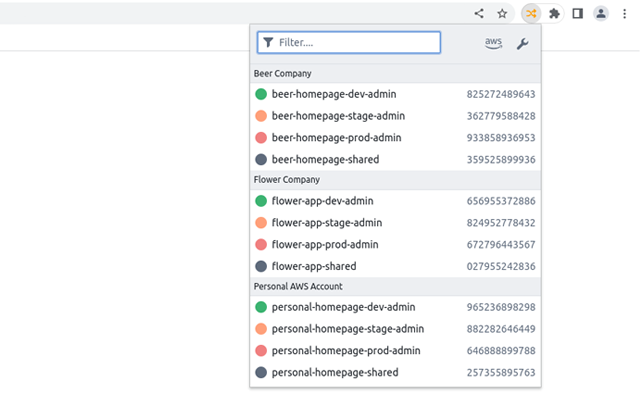 Filter....
aws
Beer Company
beer-homepage-dev-admin 825272489643
beer-homepage-stage-admin 362779588428
beer-homepage-prod-admin 933858936953
beer-homepage-shared 359525899936
Flower Company
flower-app-dev-admin 656955372886
flower-app-stage-admin 824952778432
flower-app-prod-admin 672796443567
flower-app-shared 027955242836
Personal AWS Account
personal-homepage-dev-admin 965236898298
personal-homepage-stage-admin 882282646449
personal-homepage-prod-admin 646888899788
personal-homepage-shared 257355895763